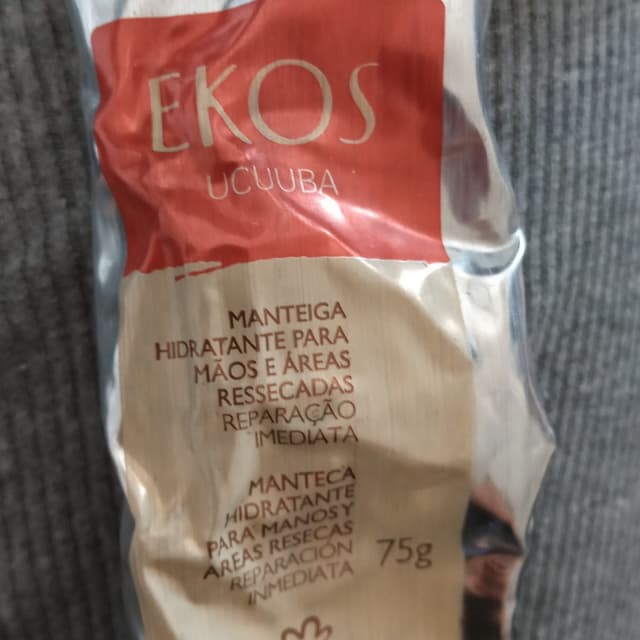 EKOS
UCUUBA
MANTEIGA
HIDRATANTE PARA
MÃOS E ÁREAS
RESSECADAS
REPARAÇÃO
IMEDIATA
MANTECA
HIDRATANTE
PARA MANOS Y
ÁREAS RESECAS
REPARACIÓN
INMEDIATA
75g